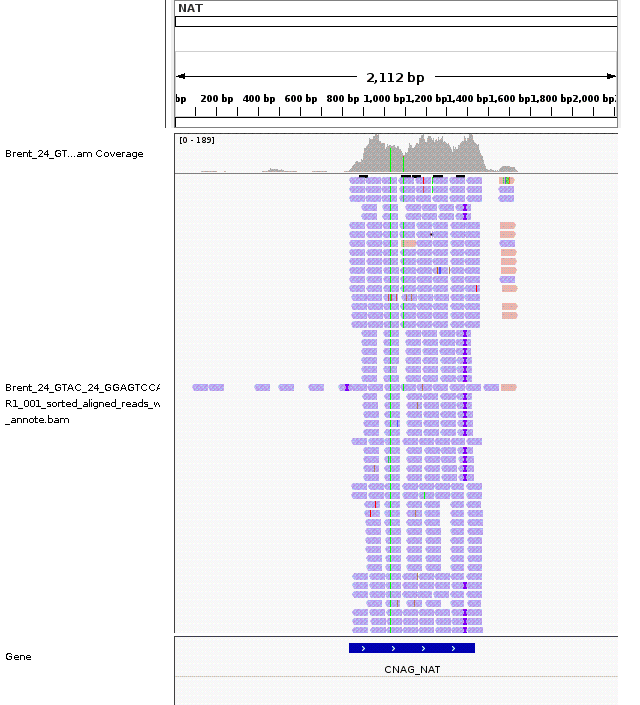 NAT
2,112 bp
bp 200 bp 400 bp 600 bp 800 bp 1,000 bp 1,200 bp 1,400 bp 1,600 bp 1,800 bp 2,000 bp
[0 - 189]
Brent_24_GT...am Coverage
Brent_24_GTAC_24_GGAGTCCA
R1_001_sorted_aligned_reads_w
_annote.bam
Gene
CNAG_NAT